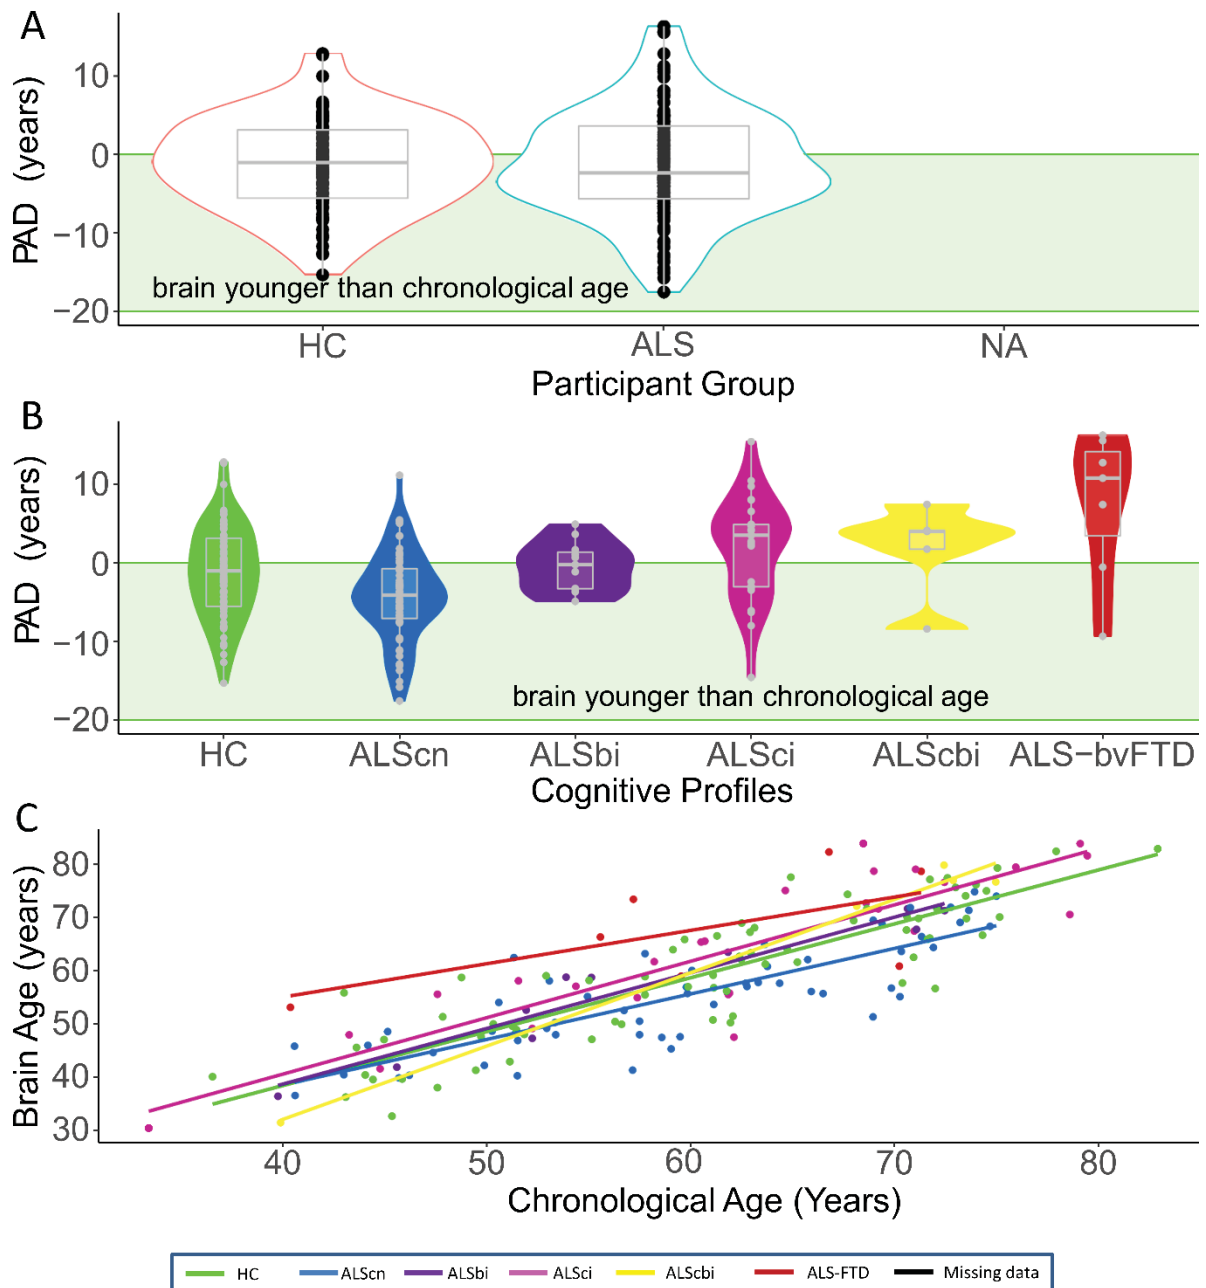 A
PAD (years)
10
0
−10
−20
brain younger than chronological age
HC ALS NA
Participant Group
B
PAD (years)
10
0
−10
−20
brain younger than chronological age
HC ALScn ALSbi ALSci ALScbi ALS−bvFTD
Cognitive Profiles
C
Brain Age (years)
80
70
60
50
40
30
40 50 60 70 80
Chronological Age (Years)
HC ALScn ALSbi ALSci ALScbi ALS-FTD Missing data